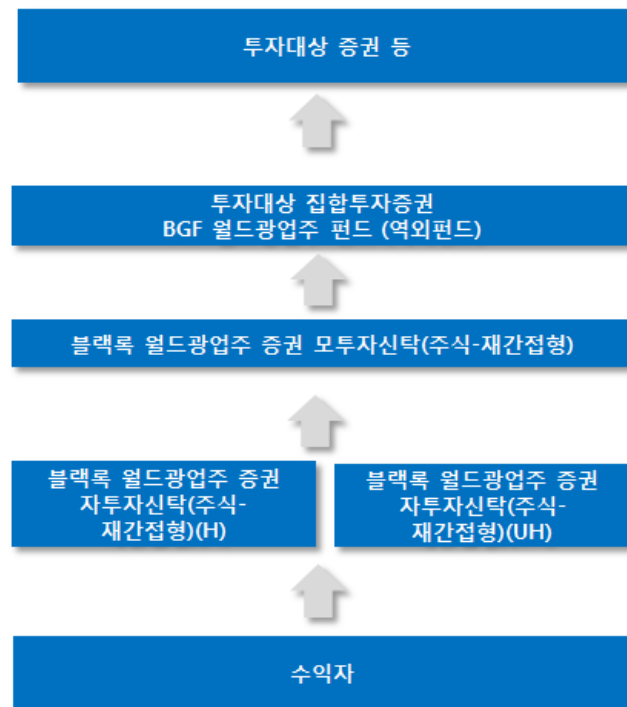 투자대상 증권 등
투자대상 집합투자증권
BGF 월드광업주 펀드 (역외펀드)
블랙록 월드광업주 증권 모투자신탁(주식-재간접형)
블랙록 월드광업주 증권
자투자신탁(주식-
재간접형)(H)
블랙록 월드광업주 증권
자투자신탁(주식-
재간접형)(UH)
수익자